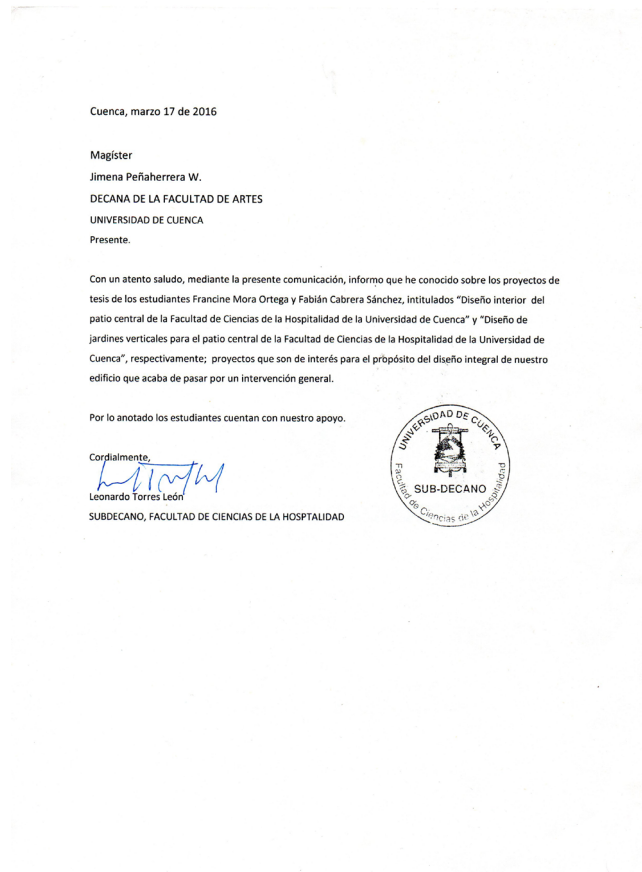 Cuenca, marzo 17 de 2016
Magíster
Jimena Peñaherrera W.
DECANA DE LA FACULTAD DE ARTES
UNIVERSIDAD DE CUENCA
Presente.
Con un atento saludo, mediante la presente comunicación, informo que he conocido sobre los proyectos de
tesis de los estudiantes Francine Mora Ortega y Fabián Cabrera Sánchez, intitulados "Diseño interior del
patio central de la Facultad de Ciencias de la Hospitalidad de la Universidad de Cuenca" y "Diseño de
jardines verticales para el patio central de la Facultad de Ciencias de la Hospitalidad de la Universidad de
Cuenca", respectivamente; proyectos que son de interés para el propósito del diseño integral de nuestro
edificio que acaba de pasar por un intervención general.
Por lo anotado los estudiantes cuentan con nuestro apoyo.
Cordialmente,
Leonardo Torres León
SUBDECANO, FACULTAD DE CIENCIAS DE LA HOSPTALIDAD
UNIVERSIDAD DE CUENCA
SUB-DECANO
Facultad de Ciencias de la Hospitalidad